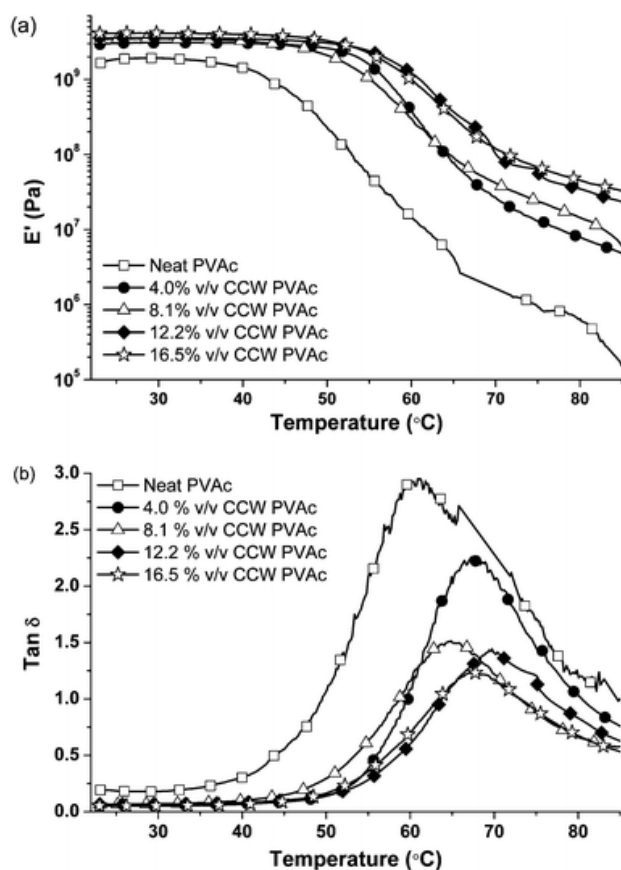 (a)
10⁹
10⁸
10⁷
10⁶
10⁵
E' (Pa)
Neat PVAc
4.0% v/v CCW PVAc
8.1% v/v CCW PVAc
12.2% v/v CCW PVAc
16.5% v/v CCW PVAc
30 40 50 60 70 80
Temperature (°C)
(b)
3.0
2.5
2.0
1.5
1.0
0.5
0.0
Tan δ
Neat PVAc
4.0 % v/v CCW PVAc
8.1 % v/v CCW PVAc
12.2 % v/v CCW PVAc
16.5 % v/v CCW PVAc
30 40 50 60 70 80
Temperature (°C)